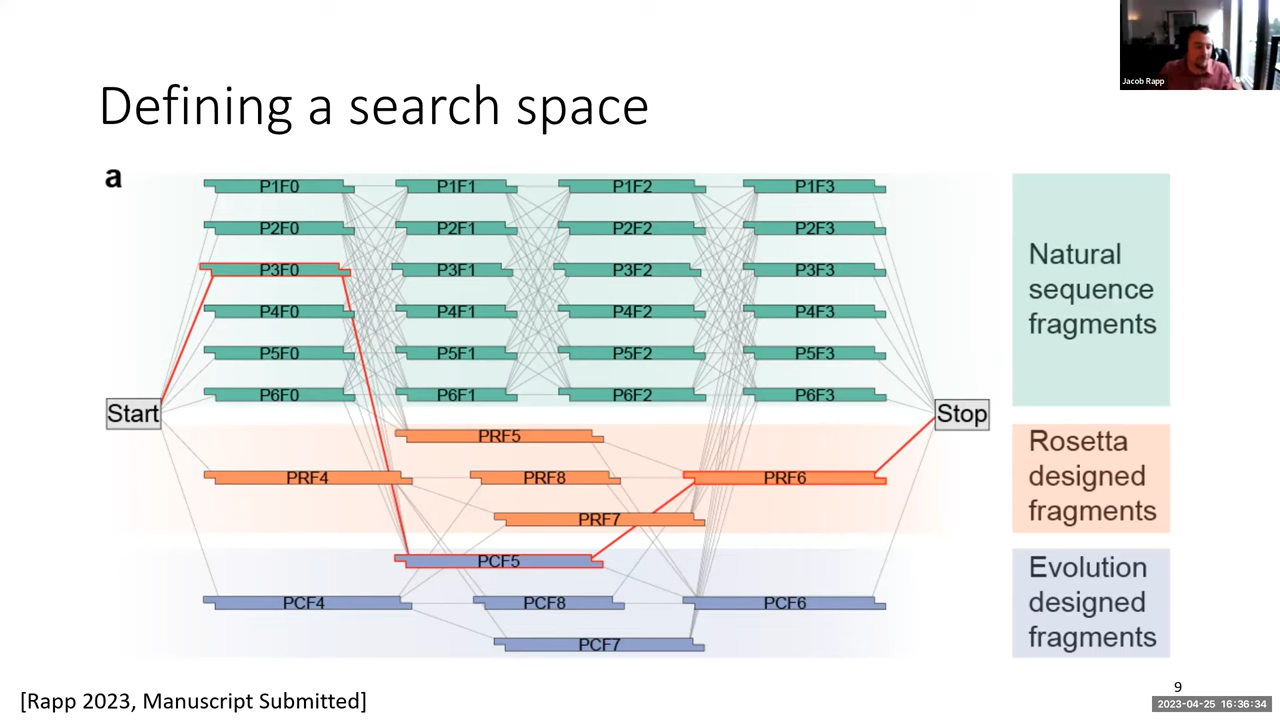 Jacob Rapp
Defining a search space
a
P1F0 P1F1 P1F2 P1F3
P2F0 P2F1 P2F2 P2F3
P3F0 P3F1 P3F2 P3F3
P4F0 P4F1 P4F2 P4F3
P5F0 P5F1 P5F2 P5F3
P6F0 P6F1 P6F2 P6F3
Start
Stop
PRF5
PRF4 PRF8 PRF6
PRF7
PCF5
PCF4 PCF8 PCF6
PCF7
Natural
sequence
fragments
Rosetta
designed
fragments
Evolution
designed
fragments
[Rapp 2023, Manuscript Submitted]
9
2023-04-25 16:36:34